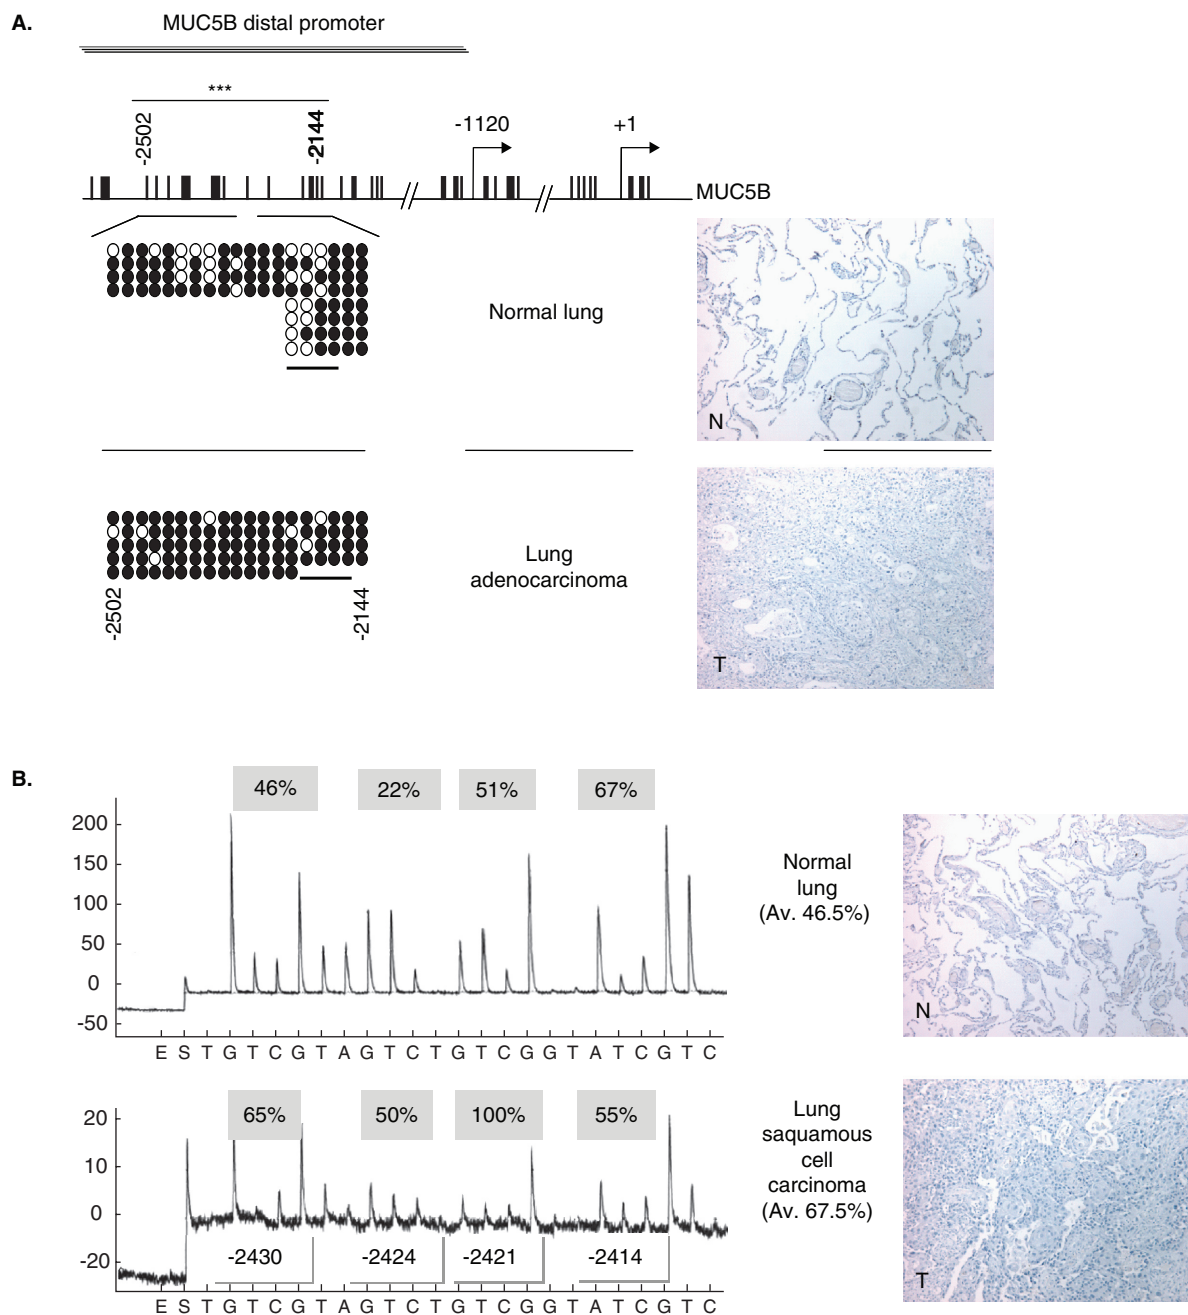 A.
MUC5B distal promoter
***
-2502
-2144
-1120
+1
MUC5B
Normal lung
N
Lung
adenocarcinoma
-2502
-2144
T
B.
46%
22%
51%
67%
200
150
100
50
0
-50
E S T G T C G T A G T C T G T C G G T A T C G T C
Normal
lung
(Av. 46.5%)
N
65%
50%
100%
55%
20
10
0
-20
-2430
-2424
-2421
-2414
E S T G T C G T A G T C T G T C G G T A T C G T C
Lung
saquamous
cell
carcinoma
(Av. 67.5%)
T